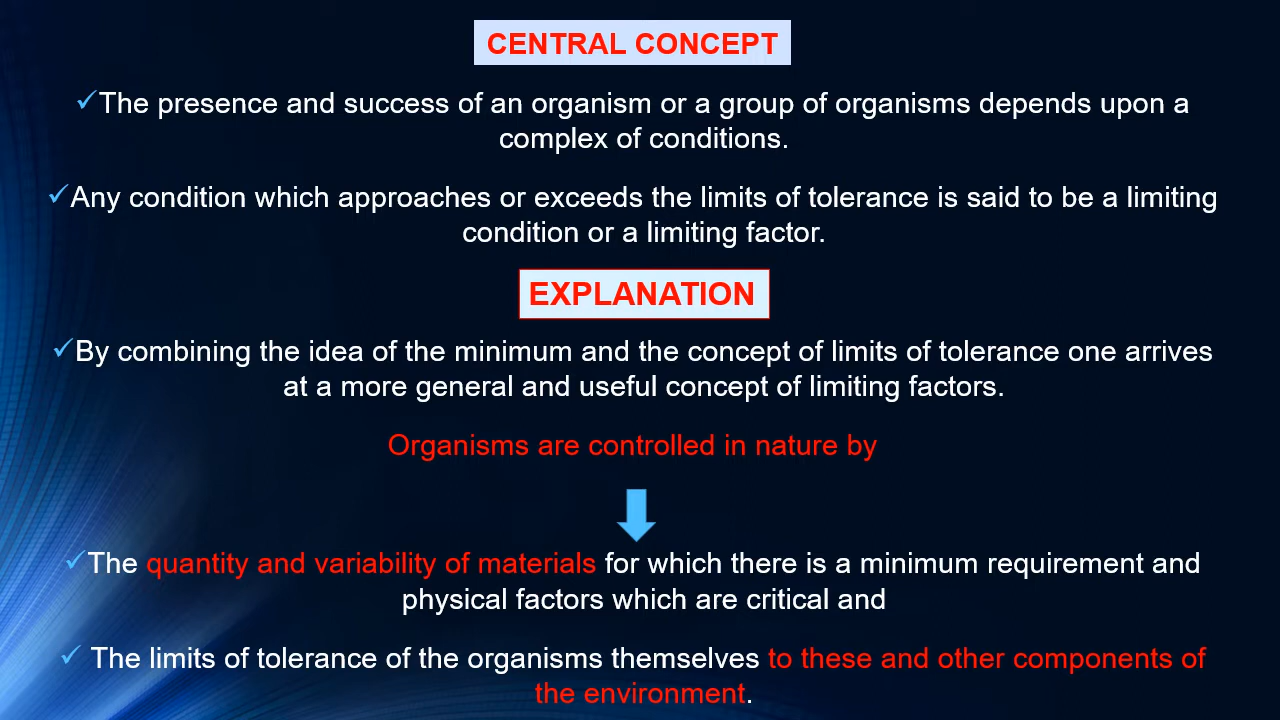 CENTRAL CONCEPT
✓The presence and success of an organism or a group of organisms depends upon a
complex of conditions.
✓Any condition which approaches or exceeds the limits of tolerance is said to be a limiting
condition or a limiting factor.
EXPLANATION
✓By combining the idea of the minimum and the concept of limits of tolerance one arrives
at a more general and useful concept of limiting factors.
Organisms are controlled in nature by
✓The quantity and variability of materials for which there is a minimum requirement and
physical factors which are critical and
✓ The limits of tolerance of the organisms themselves to these and other components of
the environment.